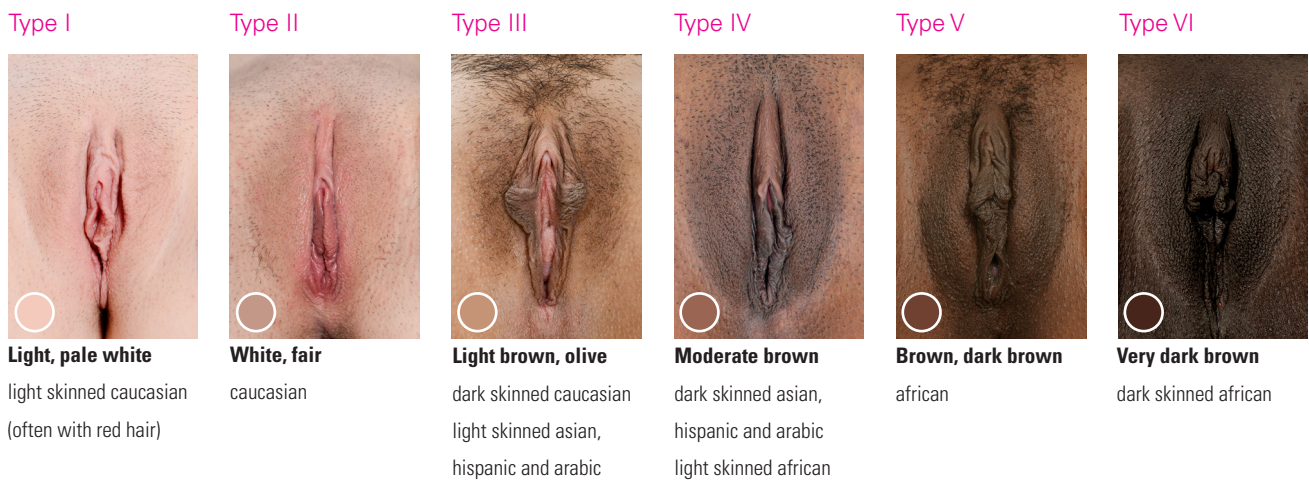 Type I
Type II
Type III
Type IV
Type V
Type VI
Light, pale white
light skinned caucasian
(often with red hair)
White, fair
caucasian
Light brown, olive
dark skinned caucasian
light skinned asian,
hispanic and arabic
Moderate brown
dark skinned asian,
hispanic and arabic
light skinned african
Brown, dark brown
african
Very dark brown
dark skinned african